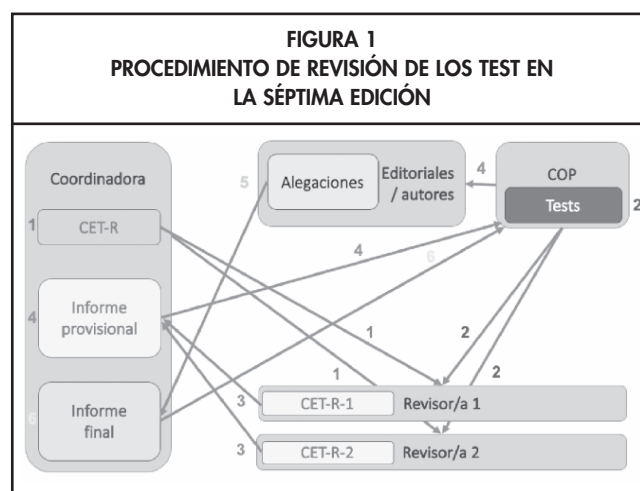 FIGURA 1
PROCEDIMIENTO DE REVISIÓN DE LOS TEST EN
LA SÉPTIMA EDICIÓN
Coordinadora
1
CET-R
4
Informe
provisional
6
Informe
final
5
Alegaciones
Editoriales
/ autores
4
COP
Tests
2
4
6
1
2
1
2
3
CET-R-1
Revisor/a 1
3
CET-R-2
Revisor/a 2